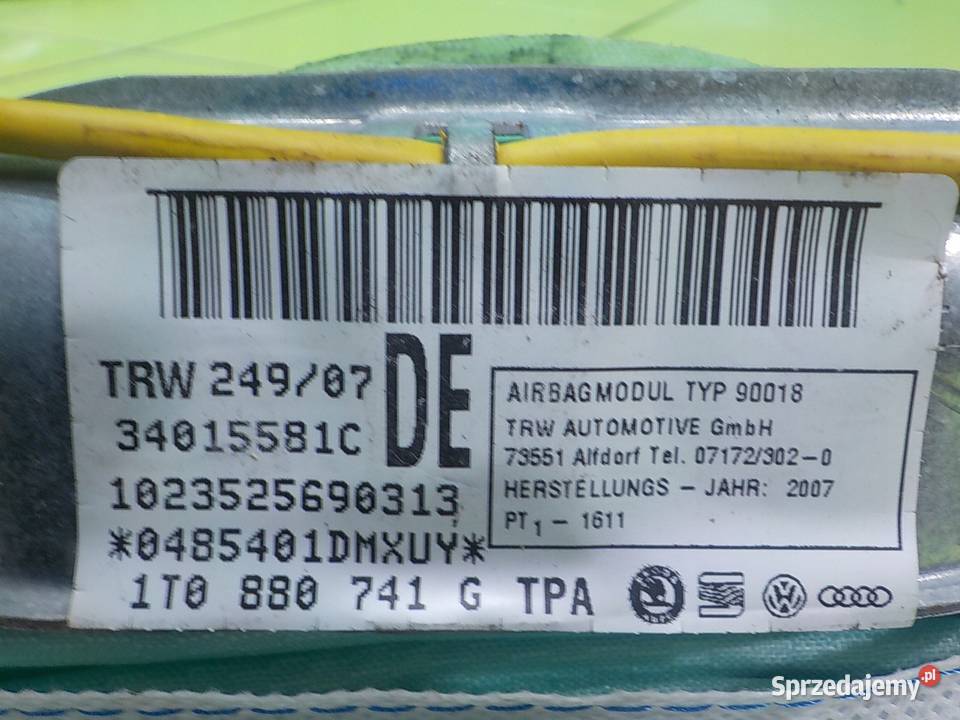 TRW 249/07 DE
34015581C
1023525690313
*0485401DMXUY*
1T0 880 741 G TPA
AIRBAGMODUL TYP 90018
TRW AUTOMOTIVE GmbH
73551 Alfdorf Tel. 07172/302-0
HERSTELLUNGS - JAHR: 2007
PT1 - 1611
Sprzedajemy.pl